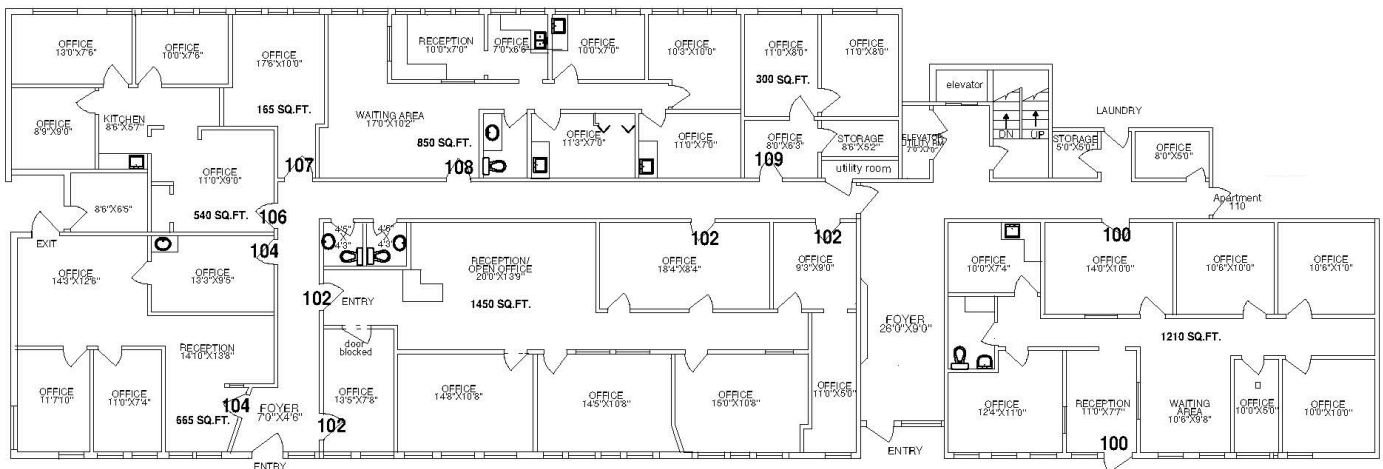 OFFICE
13'0"X7'6"
OFFICE
10'0"X7'6"
OFFICE
17'6"X10'0"
165 SQ.FT.
RECEPTION
10'0"X7'0"
OFFICE
7'0"X6'6"
OFFICE
10'0"X7'0"
OFFICE
10'3"X10'0"
OFFICE
11'0"X8'0"
300 SQ.FT.
OFFICE
11'0"X8'0"
elevator
DN
UP
LAUNDRY
OFFICE
8'9"X9'0"
KITCHEN
8'6"X5'7"
WAITING AREA
17'0"X10'2"
850 SQ.FT.
OFFICE
11'3"X7'0"
OFFICE
11'0"X7'0"
OFFICE
8'0"X6'3"
STORAGE
8'6"X5'2"
utility room
ELEVATOR
UTILITY RM
STORAGE
5'0"X5'0"
OFFICE
8'0"X5'0"
OFFICE
11'0"X9'0"
107
108
109
8'6"X6'5"
540 SQ.FT.
106
Apartment
110
EXIT
104
4'5"
X
4'3"
4'5"
X
4'3"
102
102
100
OFFICE
14'3"X12'6"
OFFICE
13'3"X9'5"
RECEPTION/
OPEN OFFICE
20'0"X13'9"
1450 SQ.FT.
OFFICE
18'4"X8'4"
OFFICE
9'3"X9'0"
OFFICE
10'0"X7'4"
OFFICE
14'0"X10'0"
OFFICE
10'6"X10'0"
OFFICE
10'6"X1'0"
102
ENTRY
FOYER
26'0"X9'0"
1210 SQ.FT.
door
blocked
RECEPTION
14'10"X13'8"
OFFICE
11'7'10"
OFFICE
11'0"X7'4"
665 SQ.FT.
104
FOYER
7'0"X4'6"
OFFICE
13'5"X7'8"
102
OFFICE
14'8"X10'8"
OFFICE
14'5"X10'8"
OFFICE
15'0"X10'8"
OFFICE
11'0"X5'0"
OFFICE
12'4"X11'0"
RECEPTION
11'0"X7'7"
WAITING
AREA
10'6"X9'8"
OFFICE
10'0"X5'0"
OFFICE
10'0"X10'0"
100
ENTRY
ENTRY